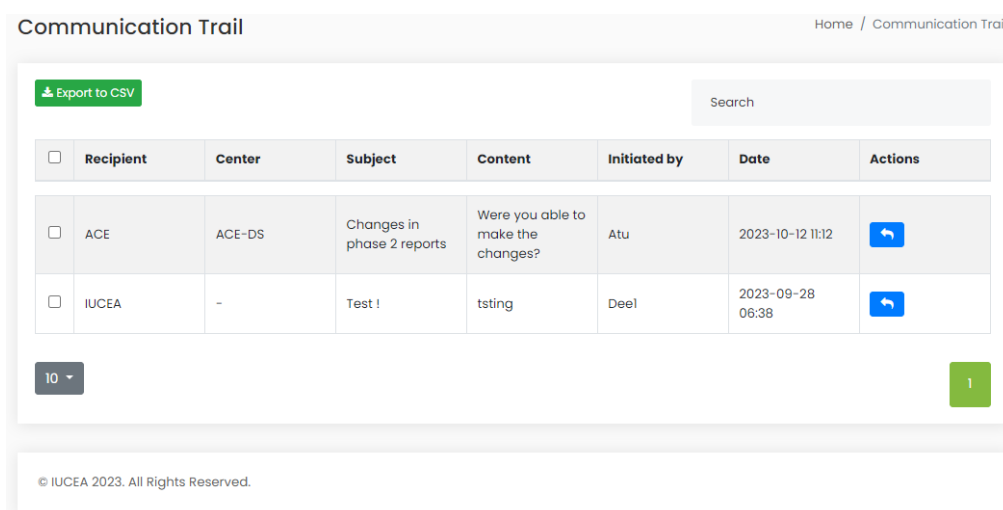 Communication Trail
Home / Communication Trai
Export to CSV
Search
Recipient Center Subject Content Initiated by Date Actions
ACE ACE-DS Changes in phase 2 reports Were you able to make the changes? Atu 2023-10-12 11:12
IUCEA - Test ! tsting Dee1 2023-09-28 06:38
10
1
© IUCEA 2023. All Rights Reserved.